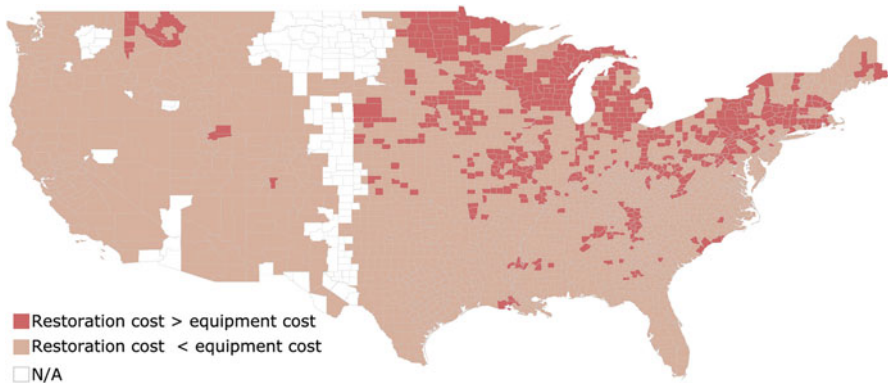 Restoration cost > equipment cost
Restoration cost < equipment cost
N/A